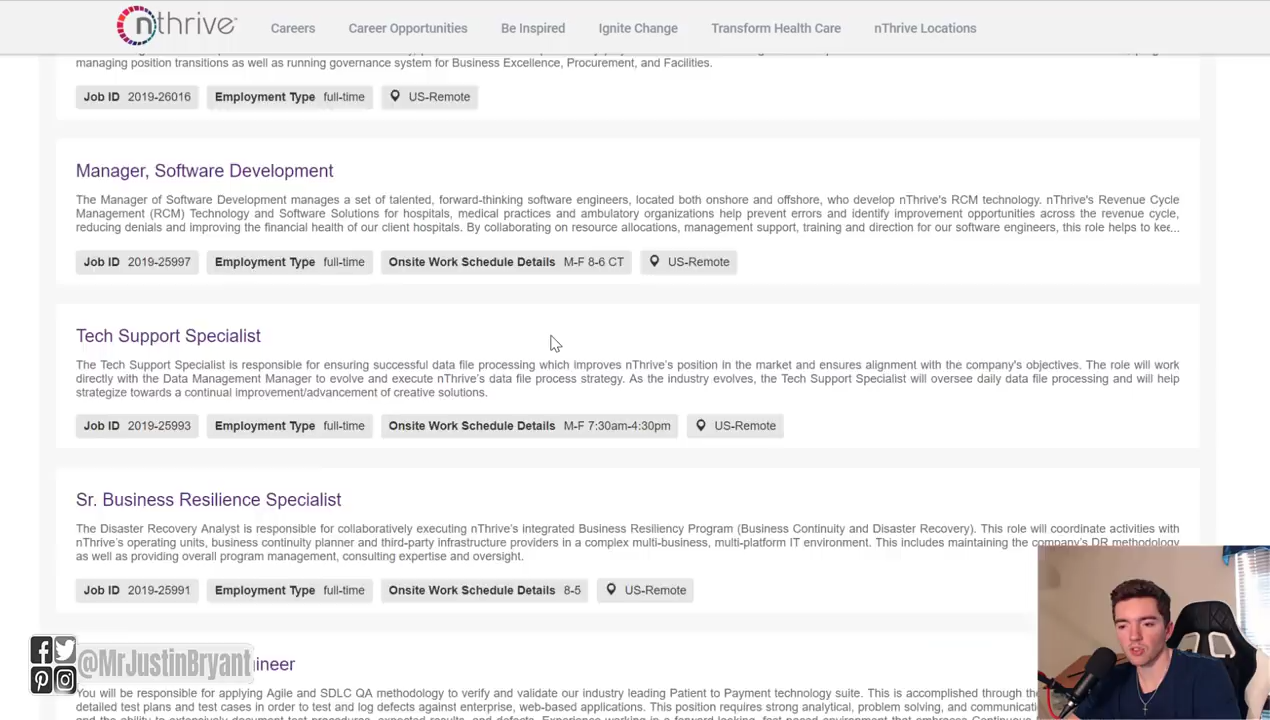 nthrive Careers Career Opportunities Be Inspired Ignite Change Transform Health Care nThrive Locations
managing position transitions as well as running governance system for Business Excellence, Procurement, and Facilities.
Job ID 2019-26016 Employment Type full-time US-Remote
Manager, Software Development
The Manager of Software Development manages a set of talented, forward-thinking software engineers, located both onshore and offshore, who develop nThrive's RCM technology. nThrive's Revenue Cycle
Management (RCM) Technology and Software Solutions for hospitals, medical practices and ambulatory organizations help prevent errors and identify improvement opportunities across the revenue cycle,
reducing denials and improving the financial health of our client hospitals. By collaborating on resource allocations, management support, training and direction for our software engineers, this role helps to kee...
Job ID 2019-25997 Employment Type full-time Onsite Work Schedule Details M-F 8-6 CT US-Remote
Tech Support Specialist
The Tech Support Specialist is responsible for ensuring successful data file processing which improves nThrive's position in the market and ensures alignment with the company's objectives. The role will work
directly with the Data Management Manager to evolve and execute nThrive's data file process strategy. As the industry evolves, the Tech Support Specialist will oversee daily data file processing and will help
strategize towards a continual improvement/advancement of creative solutions.
Job ID 2019-25993 Employment Type full-time Onsite Work Schedule Details M-F 7:30am-4:30pm US-Remote
Sr. Business Resilience Specialist
The Disaster Recovery Analyst is responsible for collaboratively executing nThrive's integrated Business Resiliency Program (Business Continuity and Disaster Recovery). This role will coordinate activities with
nThrive's operating units, business continuity planner and third-party infrastructure providers in a complex multi-business, multi-platform IT environment. This includes maintaining the company's DR methodology
as well as providing overall program management, consulting expertise and oversight.
Job ID 2019-25991 Employment Type full-time Onsite Work Schedule Details 8-5 US-Remote
@MrJustinBryant gineer
You will be responsible for applying Agile and SDLC QA methodology to verify and validate our industry leading Patient to Payment technology suite. This is accomplished through the
detailed test plans and test cases in order to test and log defects against enterprise, web-based applications. This position requires strong analytical, problem solving, and